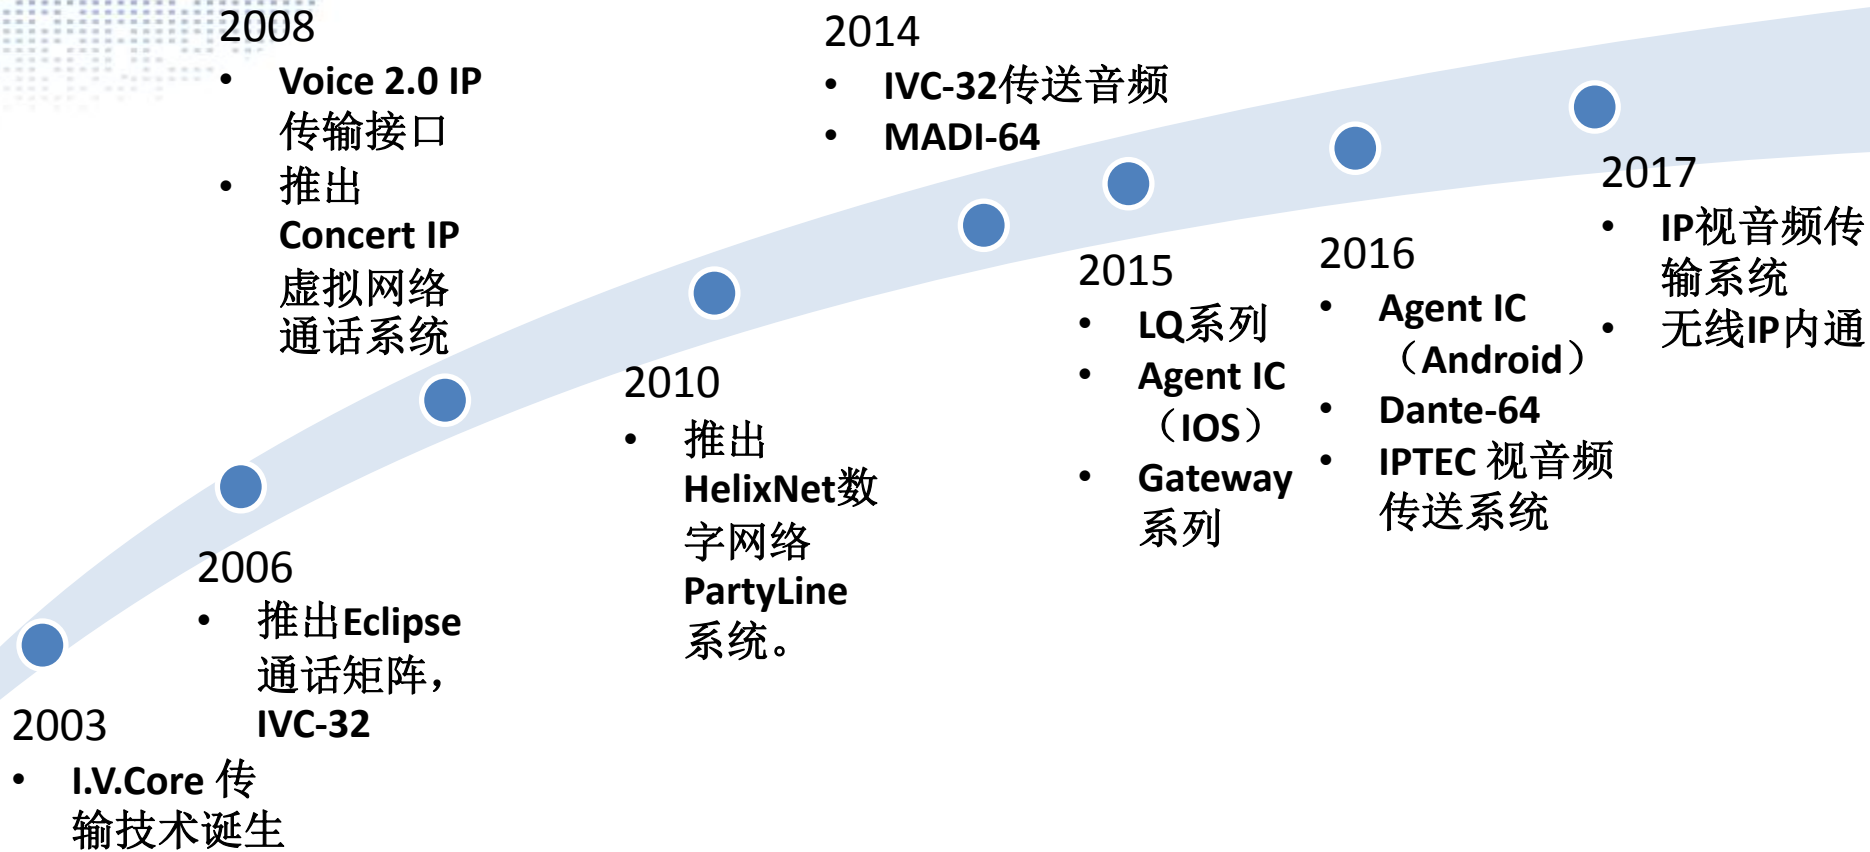 2003
• I.V.Core 传
输技术诞生
2006
• 推出Eclipse
通话矩阵，
IVC-32
2008
• Voice 2.0 IP
传输接口
• 推出
Concert IP
虚拟网络
通话系统
2010
• 推出
HelixNet数
字网络
PartyLine
系统。
2014
• IVC-32传送音频
• MADI-64
2015
• LQ系列
• Agent IC
（IOS）
• Gateway
系列
2016
• Agent IC
（Android）
• Dante-64
• IPTEC 视音频
传送系统
2017
• IP视音频传
输系统
• 无线IP内通